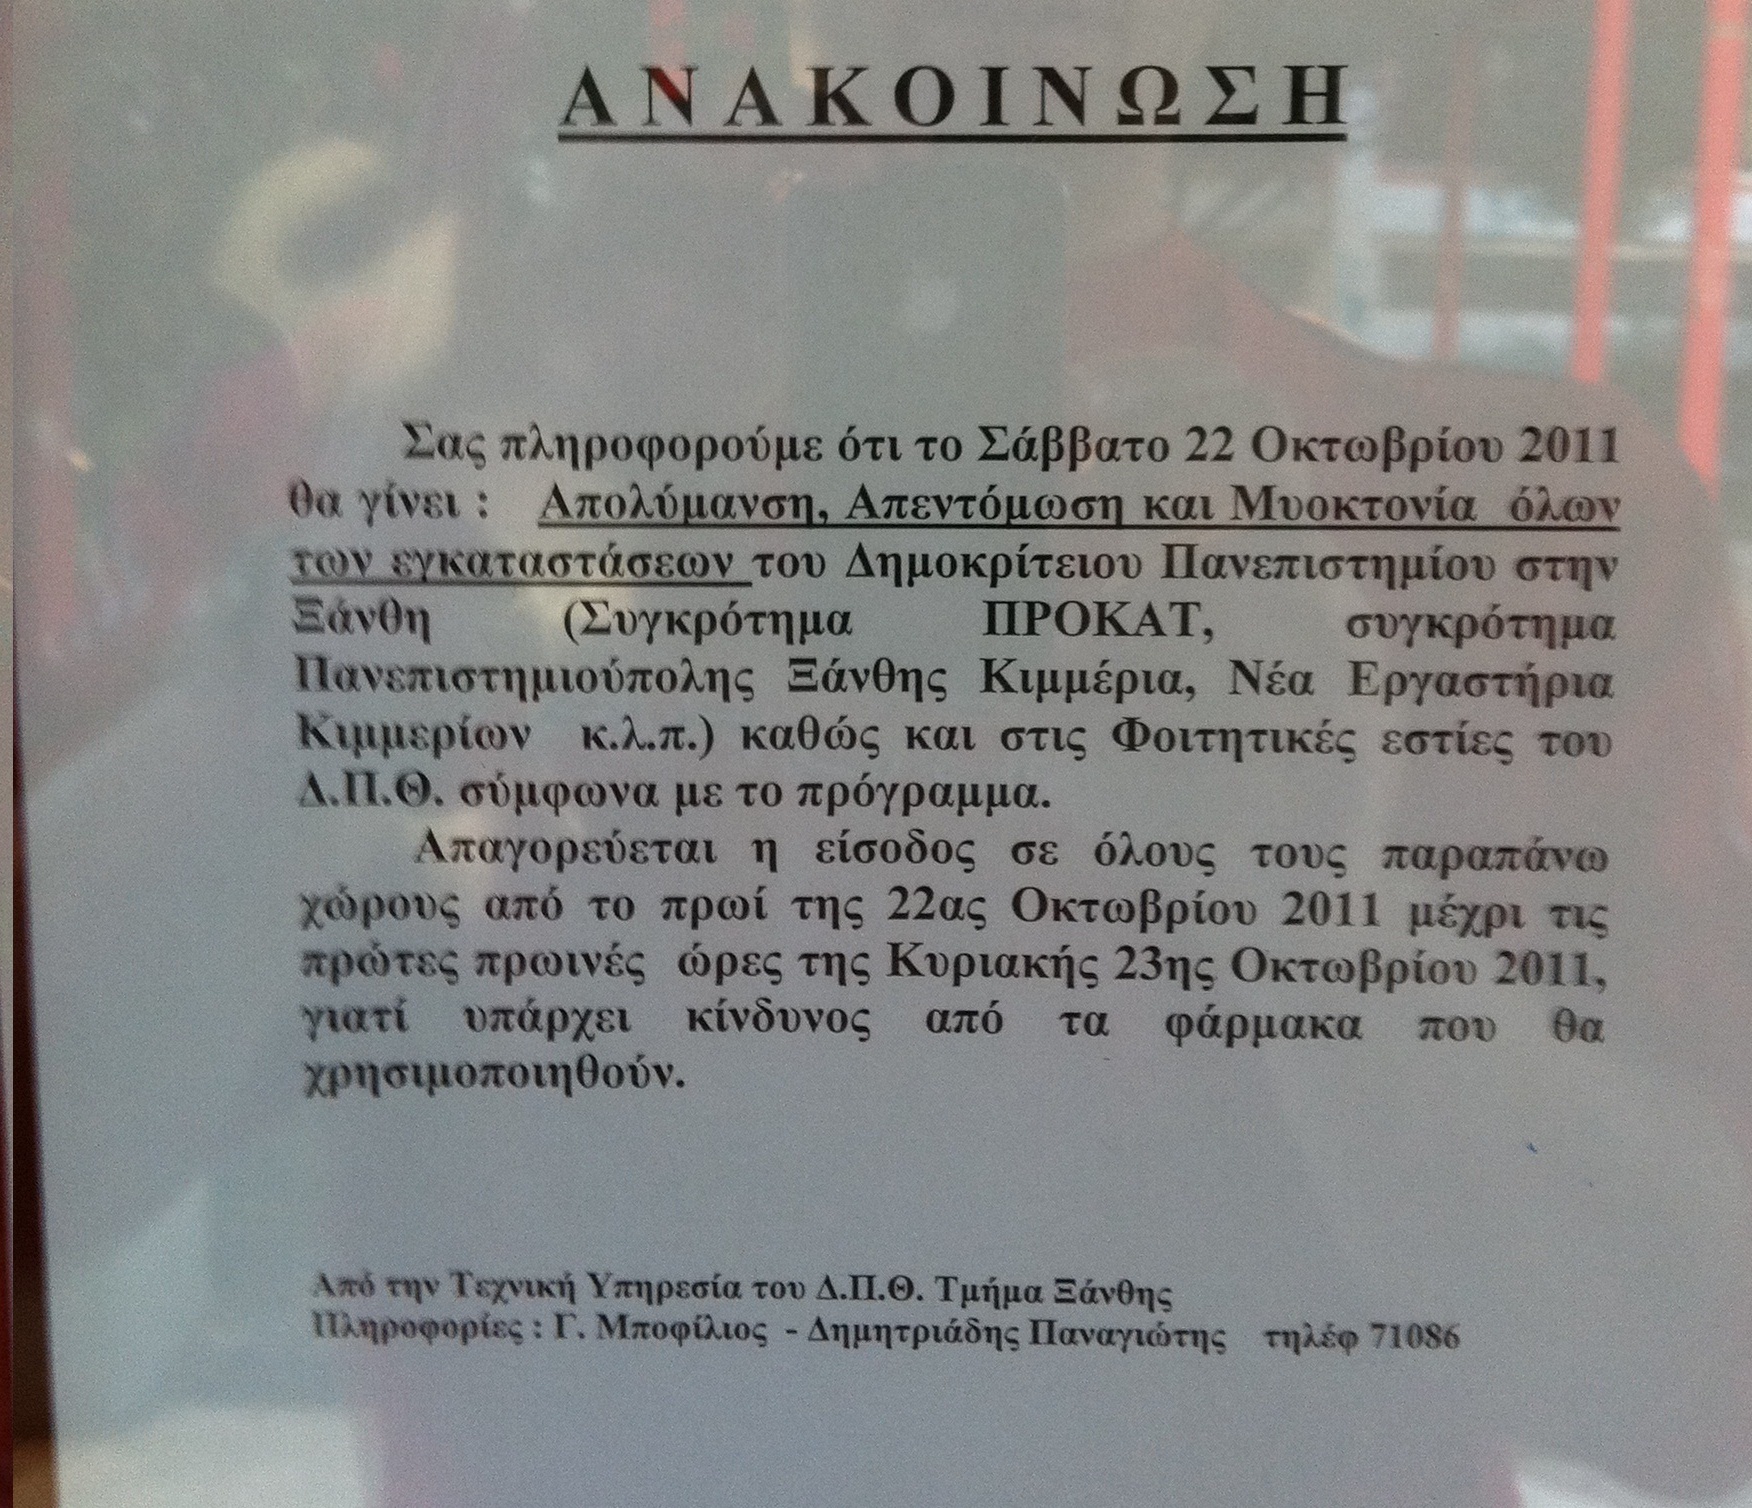 ΑΝΑΚΟΙΝΩΣΗ
Σας πληροφορούμε ότι το Σάββατο 22 Οκτωβρίου 2011
θα γίνει : Απολύμανση, Απεντόμωση και Μυοκτονία όλων
των εγκαταστάσεων του Δημοκρίτειου Πανεπιστημίου στην
Ξάνθη (Συγκρότημα ΠΡΟΚΑΤ, συγκρότημα
Πανεπιστημιούπολης Ξάνθης Κιμμέρια, Νέα Εργαστήρια
Κιμμερίων κ.λ.π.) καθώς και στις Φοιτητικές εστίες του
Δ.Π.Θ. σύμφωνα με το πρόγραμμα.
Απαγορεύεται η είσοδος σε όλους τους παραπάνω
χώρους από το πρωί της 22ας Οκτωβρίου 2011 μέχρι τις
πρώτες πρωινές ώρες της Κυριακής 23ης Οκτωβρίου 2011,
γιατί υπάρχει κίνδυνος από τα φάρμακα που θα
χρησιμοποιηθούν.
Από την Τεχνική Υπηρεσία του Δ.Π.Θ. Τμήμα Ξάνθης
Πληροφορίες : Γ. Μποφίλιος - Δημητριάδης Παναγιώτης τηλέφ 71086